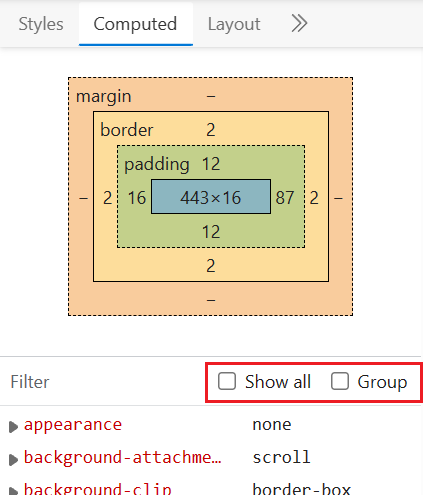 Styles Computed Layout
margin –
border 2
padding 12
– 2 16 443×16 87 2 –
12
2
–
Filter Show all Group
appearance none
background-attachme… scroll
background-clip border-box